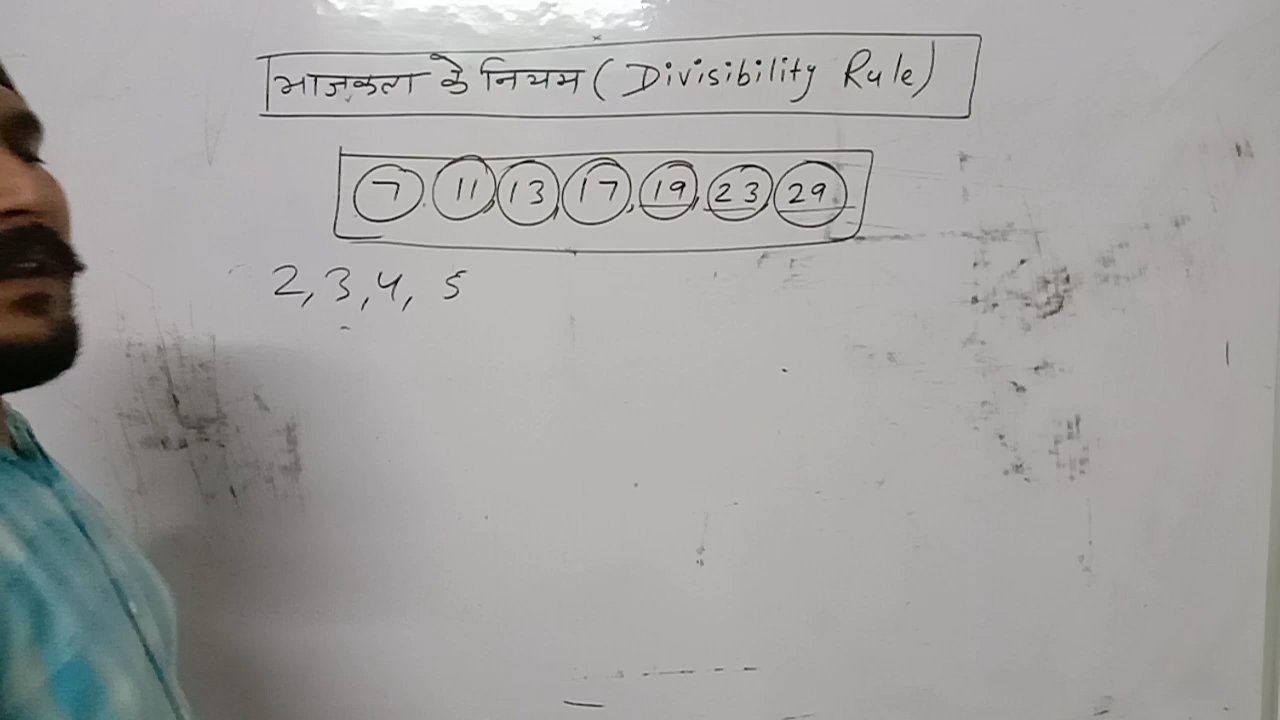 भाजकता के नियम ( Divisibility Rule)
7, 11, 13, 17, 19, 23, 29
2, 3, 4, 5